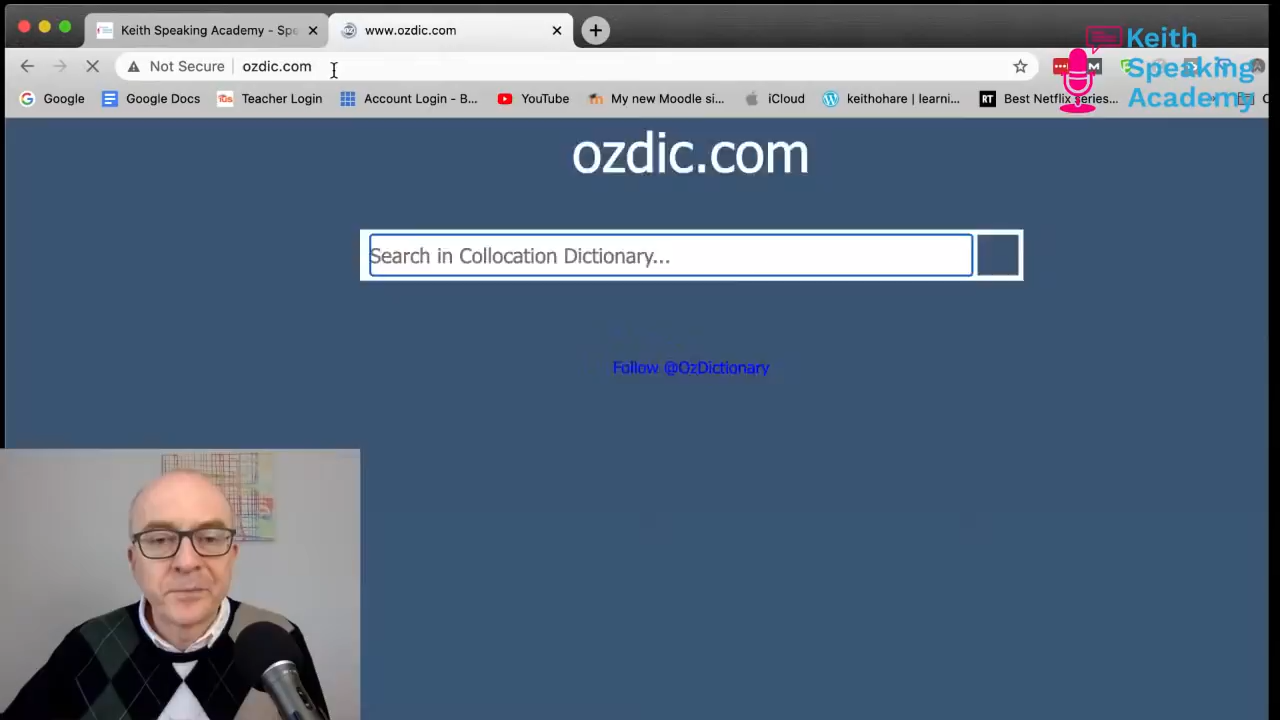 Keith Speaking Academy - Spe
www.ozdic.com
Keith
Speaking
Academy
Not Secure
ozdic.com
Google
Google Docs
Teacher Login
Account Login - B...
YouTube
My new Moodle si...
iCloud
keithohare | learni...
Best Netflix series...
ozdic.com
Search in Collocation Dictionary...
Follow @OzDictionary